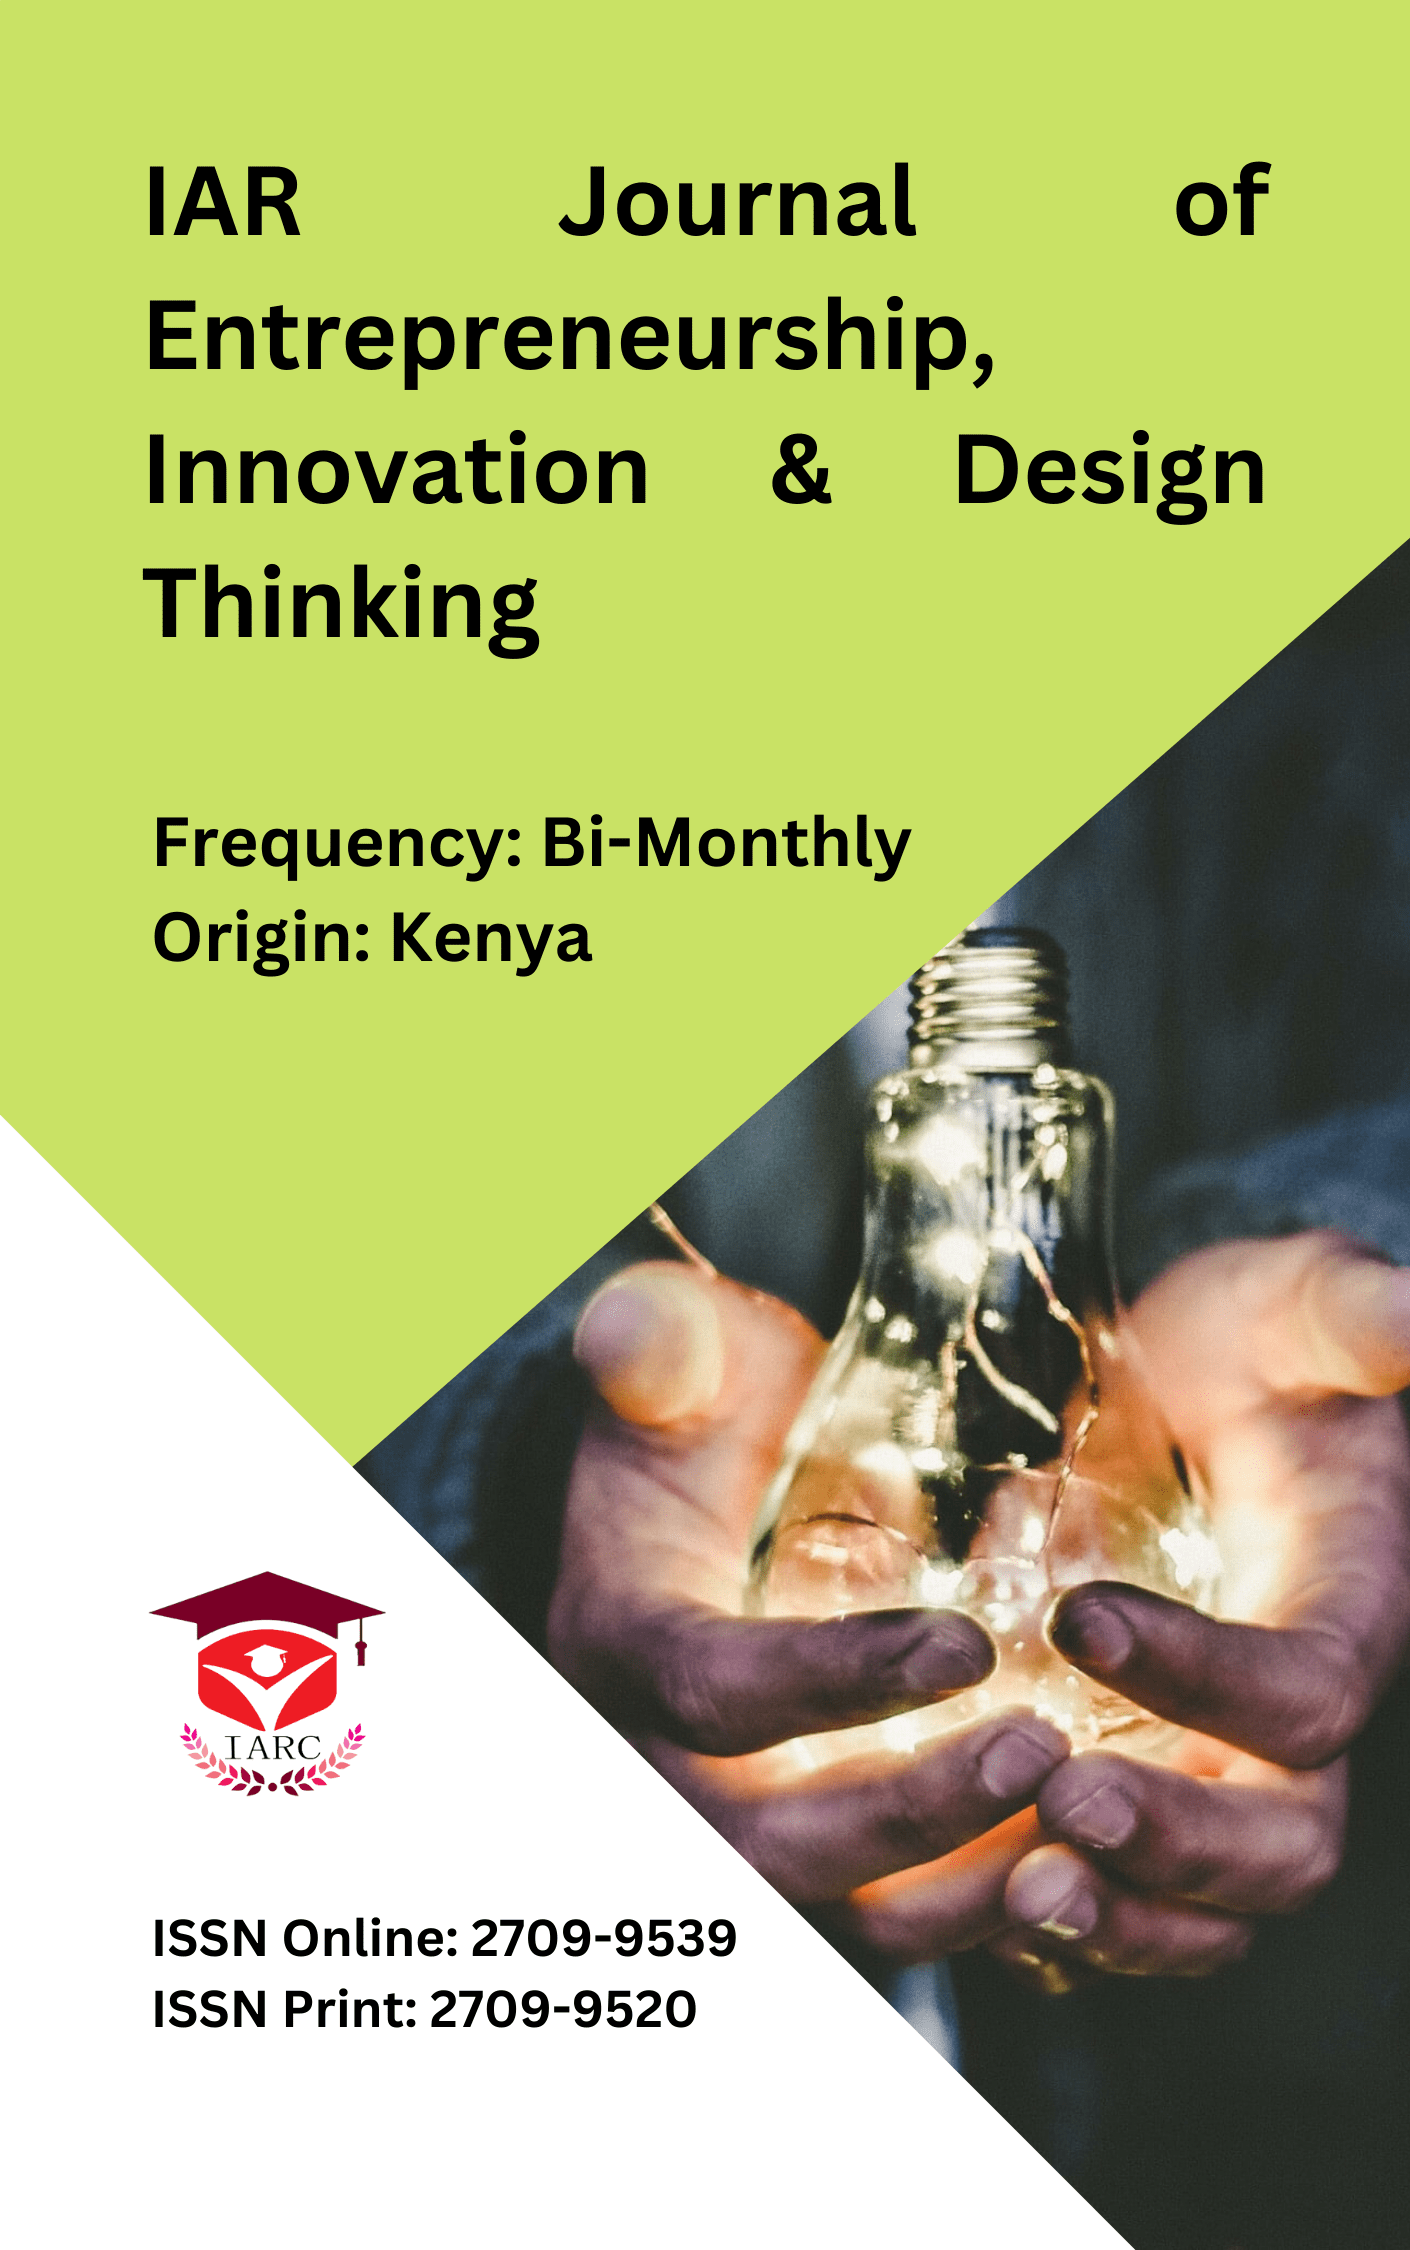 IAR Journal of
Entrepreneurship,
Innovation & Design
Thinking
Frequency: Bi-Monthly
Origin: Kenya
IARC
ISSN Online: 2709-9539
ISSN Print: 2709-9520